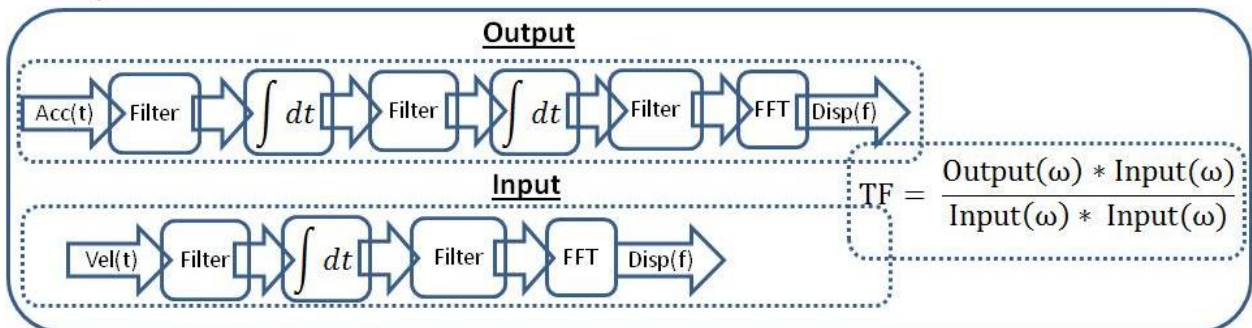 Output
Acc(t) Filter ∫ dt Filter ∫ dt Filter FFT Disp(f)
Input
TF = Output(ω) * Input(ω) / Input(ω) * Input(ω)
Vel(t) Filter ∫ dt Filter FFT Disp(f)